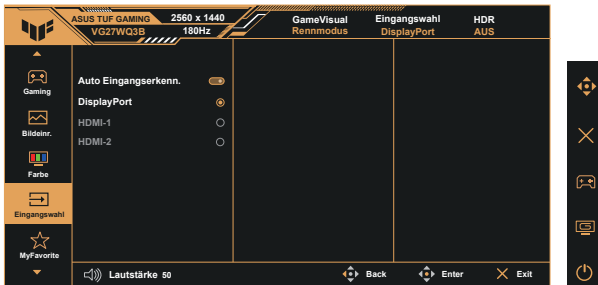 ASUS TUF GAMING 2560 x 1440
VG27WQ3B 180Hz
GameVisual Eingangswahl HDR
Rennmodus DisplayPort AUS
Gaming
Bildeinr.
Farbe
Eingangswahl
MyFavorite
Auto Eingangserkenn.
DisplayPort
HDMI-1
HDMI-2
Lautstärke 50
Back Enter Exit